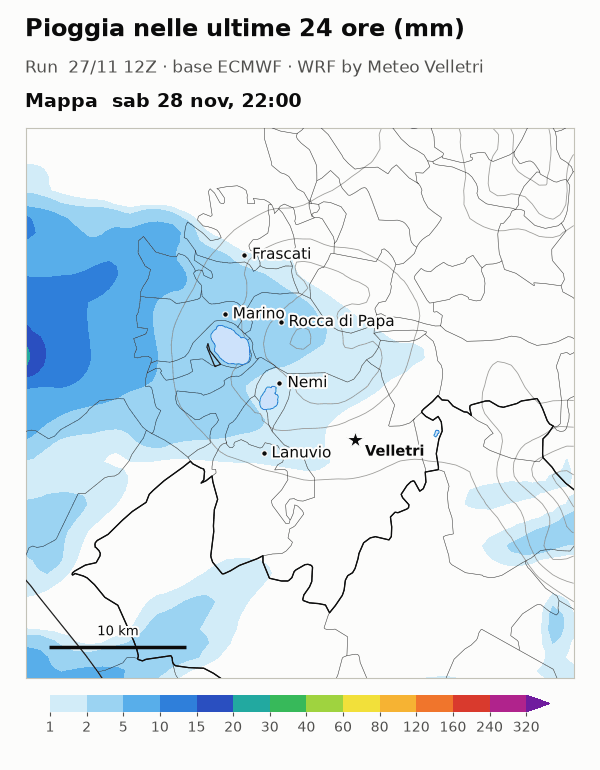 Pioggia nelle ultime 24 ore (mm)
Run 27/11 12Z · base ECMWF · WRF by Meteo Velletri
Mappa sab 28 nov, 22:00
Frascati
Marino
Rocca di Papa
Nemi
Velletri
Lanuvio
10 km
1 2 5 10 15 20 30 40 60 80 120 160 240 320